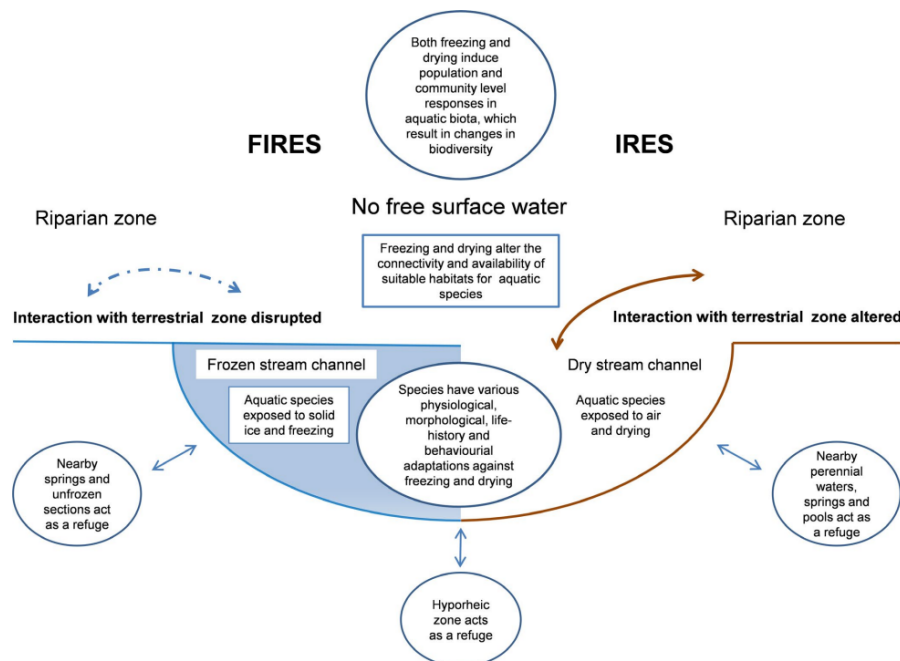 Both freezing and
drying induce
population and
community level
responses in
aquatic biota, which
result in changes in
biodiversity
FIRES
IRES
No free surface water
Riparian zone
Riparian zone
Freezing and drying alter the
connectivity and availability of
suitable habitats for aquatic
species
Interaction with terrestrial zone disrupted
Interaction with terrestrial zone altered
Frozen stream channel
Dry stream channel
Aquatic species
exposed to solid
ice and freezing
Species have various
physiological,
morphological, life-
history and
behaviourial
adaptations against
freezing and drying
Aquatic species
exposed to air
and drying
Nearby
springs and
unfrozen
sections act
as a refuge
Nearby
perennial
waters,
springs and
pools act as
a refuge
Hyporheic
zone acts
as a refuge